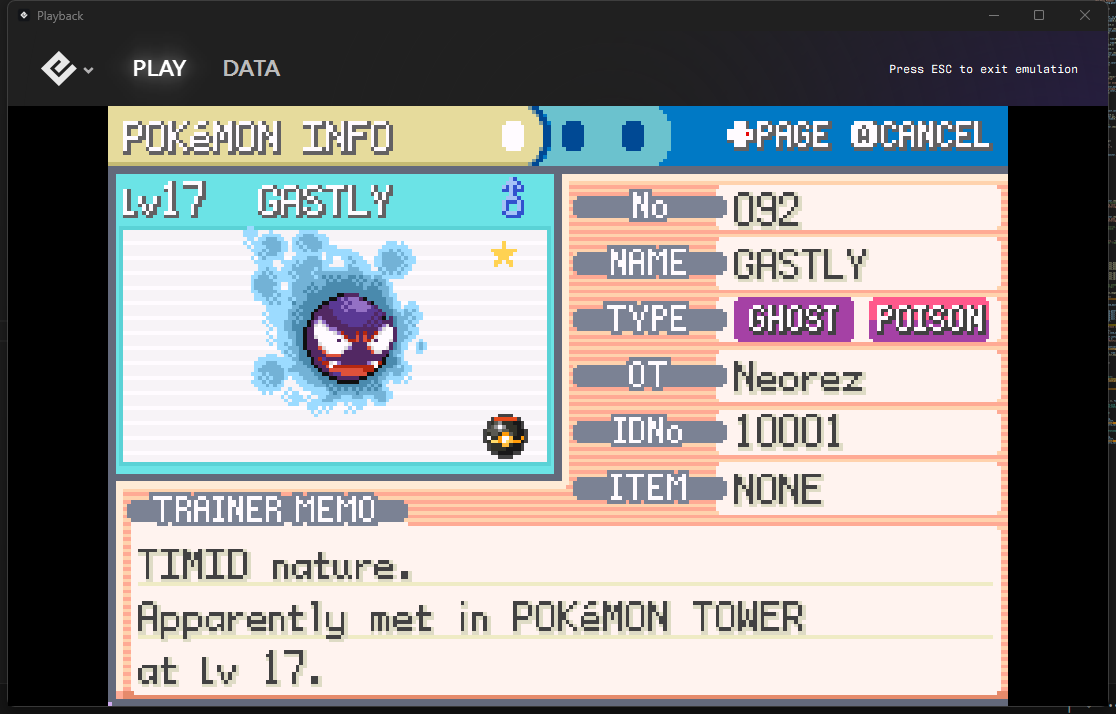 Playback
PLAY DATA
Press ESC to exit emulation
POKéMON INFO
PAGE
A CANCEL
Lv17 GASTLY
No 092
NAME GASTLY
TYPE GHOST POISON
OT Neorez
IDNo 10001
ITEM NONE
TRAINER MEMO
TIMID nature.
Apparently met in POKéMON TOWER
at Lv 17.